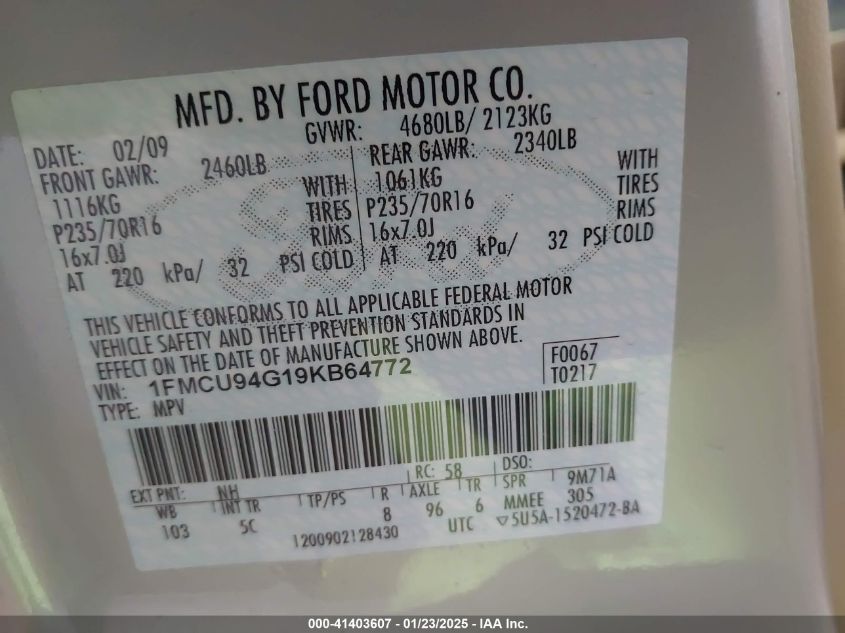 MFD. BY FORD MOTOR CO.
DATE: 02/09 GVWR: 4680LB/ 2123KG
FRONT GAWR: 2460LB REAR GAWR: 2340LB
1116KG WITH 1061KG WITH
P235/70R16 TIRES P235/70R16 TIRES
16x7.0J RIMS 16x7.0J RIMS
AT 220 kPa/ 32 PSI COLD AT 220 kPa/ 32 PSI COLD
THIS VEHICLE CONFORMS TO ALL APPLICABLE FEDERAL MOTOR
VEHICLE SAFETY AND THEFT PREVENTION STANDARDS IN
EFFECT ON THE DATE OF MANUFACTURE SHOWN ABOVE.
VIN: 1FMCU94G19KB64772 F0067
TYPE: MPV T0217
EXT PNT: NH RC: 58 DSO:
WB INT TR TP/PS R AXLE TR SPR 9M71A
103 5C 8 96 6 MMEE 305
1200902128430 UTC ▽5U5A-1520472-BA
000-41403607 - 01/23/2025 - IAA Inc.